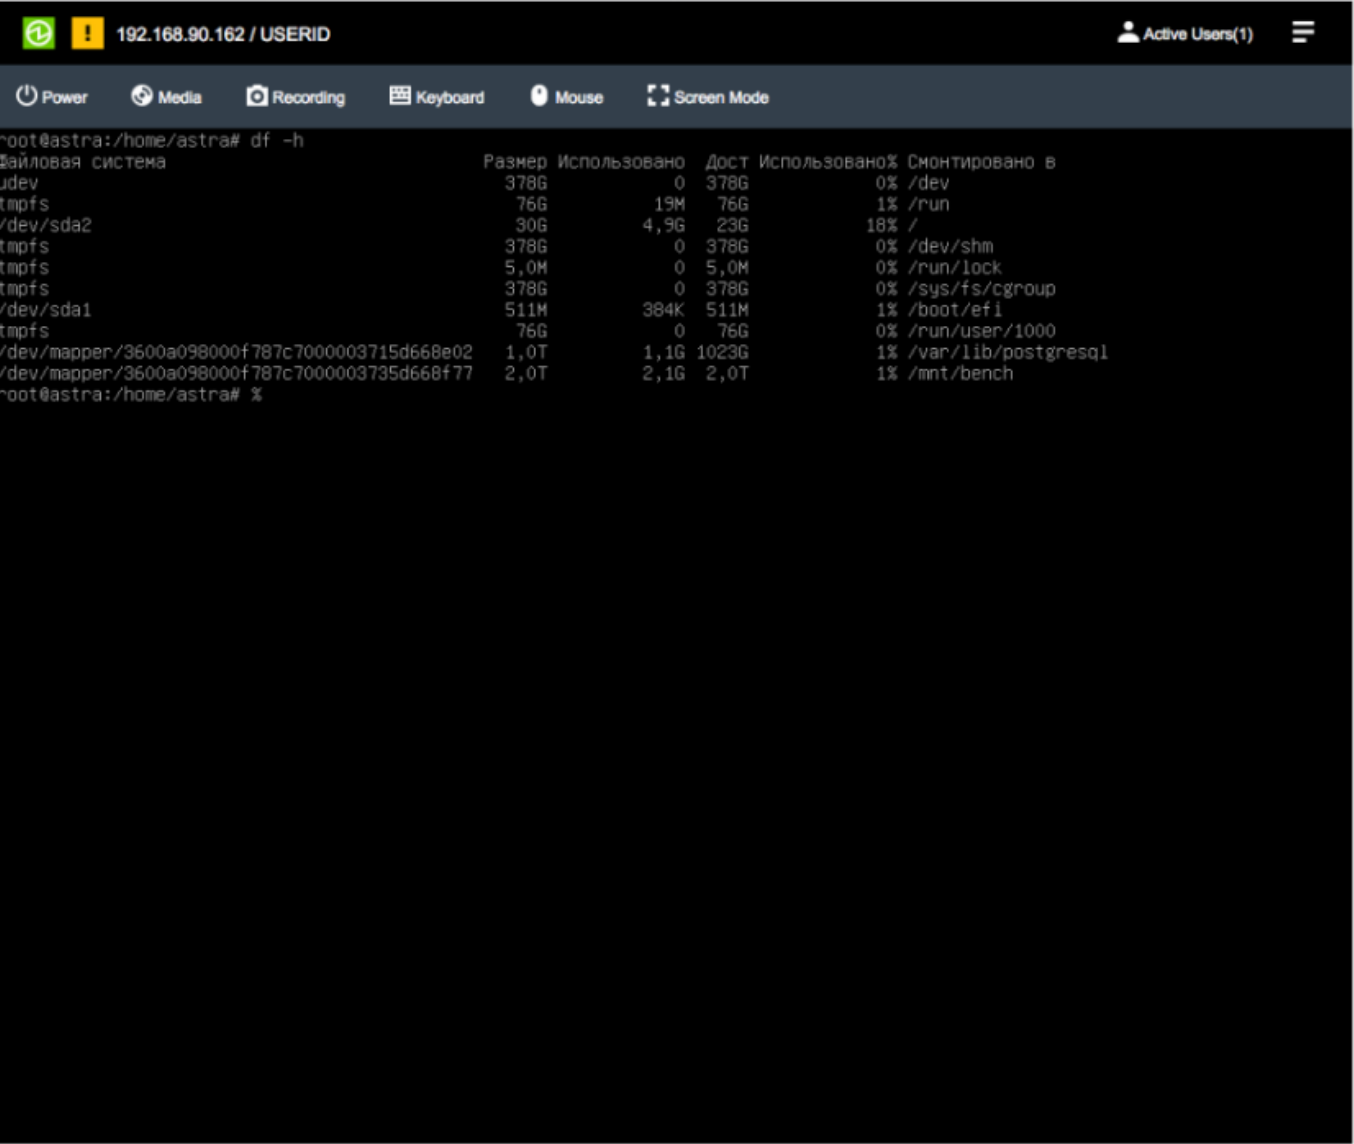 192.168.90.162 / USERID Active Users(1)
Power Media Recording Keyboard Mouse Screen Mode
root@astra:/home/astra# df -h
Файловая система Размер Использовано Дост Использовано% Смонтировано в
udev 378G 0 378G 0% /dev
tmpfs 76G 19M 76G 1% /run
/dev/sda2 30G 4,9G 23G 18% /
tmpfs 378G 0 378G 0% /dev/shm
tmpfs 5,0M 0 5,0M 0% /run/lock
tmpfs 378G 0 378G 0% /sys/fs/cgroup
/dev/sda1 511M 384K 511M 1% /boot/efi
tmpfs 76G 0 76G 0% /run/user/1000
/dev/mapper/3600a098000f787c7000003715d668e02 1,0T 1,1G 1023G 1% /var/lib/postgresql
/dev/mapper/3600a098000f787c7000003735d668f77 2,0T 2,1G 2,0T 1% /mnt/bench
root@astra:/home/astra# %